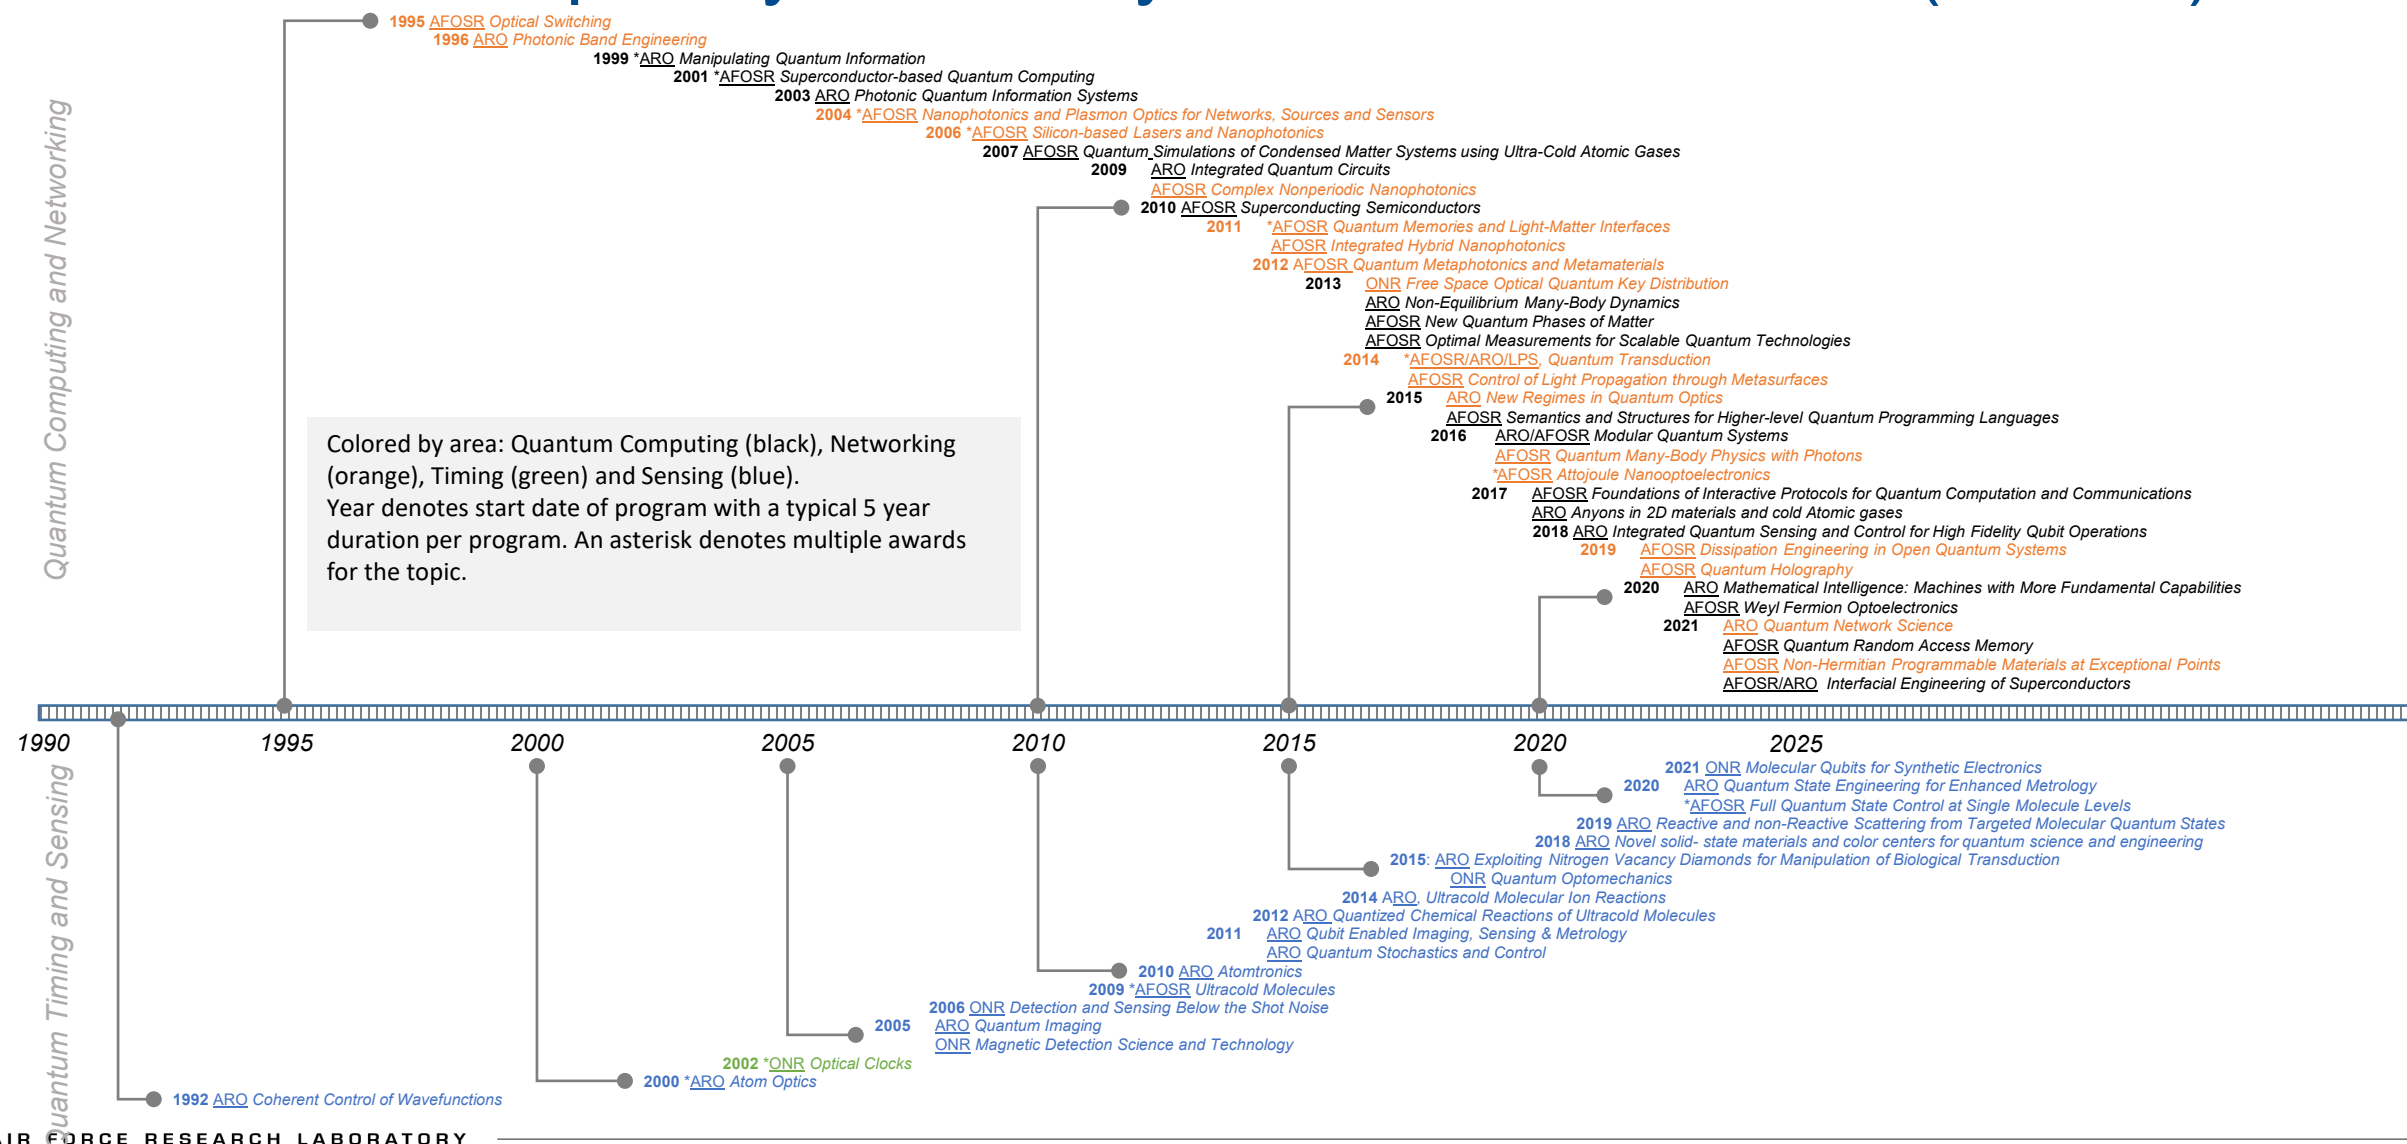 1995 AFOSR Optical Switching
1996 ARO Photonic Band Engineering
1999 *ARO Manipulating Quantum Information
2001 *AFOSR Superconductor-based Quantum Computing
2003 ARO Photonic Quantum Information Systems
2004 *AFOSR Nanophotonics and Plasmon Optics for Networks, Sources and Sensors
2006 *AFOSR Silicon-based Lasers and Nanophotonics
2007 AFOSR Quantum Simulations of Condensed Matter Systems using Ultra-Cold Atomic Gases
2009 ARO Integrated Quantum Circuits
AFOSR Complex Nonperiodic Nanophotonics
2010 AFOSR Superconducting Semiconductors
2011 *AFOSR Quantum Memories and Light-Matter Interfaces
AFOSR Integrated Hybrid Nanophotonics
2012 AFOSR Quantum Metaphotonics and Metamaterials
2013 ONR Free Space Optical Quantum Key Distribution
ARO Non-Equilibrium Many-Body Dynamics
AFOSR New Quantum Phases of Matter
AFOSR Optimal Measurements for Scalable Quantum Technologies
2014 *AFOSR/ARO/LPS, Quantum Transduction
AFOSR Control of Light Propagation through Metasurfaces
2015 ARO New Regimes in Quantum Optics
AFOSR Semantics and Structures for Higher-level Quantum Programming Languages
2016 ARO/AFOSR Modular Quantum Systems
AFOSR Quantum Many-Body Physics with Photons
*AFOSR Attojoule Nanooptoelectronics
2017 AFOSR Foundations of Interactive Protocols for Quantum Computation and Communications
ARO Anyons in 2D materials and cold Atomic gases
2018 ARO Integrated Quantum Sensing and Control for High Fidelity Qubit Operations
2019 AFOSR Dissipation Engineering in Open Quantum Systems
AFOSR Quantum Holography
2020 ARO Mathematical Intelligence: Machines with More Fundamental Capabilities
AFOSR Weyl Fermion Optoelectronics
2021 ARO Quantum Network Science
AFOSR Quantum Random Access Memory
AFOSR Non-Hermitian Programmable Materials at Exceptional Points
AFOSR/ARO Interfacial Engineering of Superconductors
Quantum Computing and Networking
Colored by area: Quantum Computing (black), Networking
(orange), Timing (green) and Sensing (blue).
Year denotes start date of program with a typical 5 year
duration per program. An asterisk denotes multiple awards
for the topic.
1990 1995 2000 2005 2010 2015 2020 2025
Quantum Timing and Sensing
2021 ONR Molecular Qubits for Synthetic Electronics
2020 ARO Quantum State Engineering for Enhanced Metrology
*AFOSR Full Quantum State Control at Single Molecule Levels
2019 ARO Reactive and non-Reactive Scattering from Targeted Molecular Quantum States
2018 ARO Novel solid- state materials and color centers for quantum science and engineering
2015: ARO Exploiting Nitrogen Vacancy Diamonds for Manipulation of Biological Transduction
ONR Quantum Optomechanics
2014 ARO, Ultracold Molecular Ion Reactions
2012 ARO Quantized Chemical Reactions of Ultracold Molecules
2011 ARO Qubit Enabled Imaging, Sensing & Metrology
ARO Quantum Stochastics and Control
2010 ARO Atomtronics
2009 *AFOSR Ultracold Molecules
2006 ONR Detection and Sensing Below the Shot Noise
2005 ARO Quantum Imaging
ONR Magnetic Detection Science and Technology
2002 *ONR Optical Clocks
2000 *ARO Atom Optics
1992 ARO Coherent Control of Wavefunctions
AIR FORCE RESEARCH LABORATORY